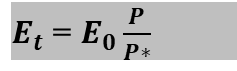 E_t = E_0 P/P*